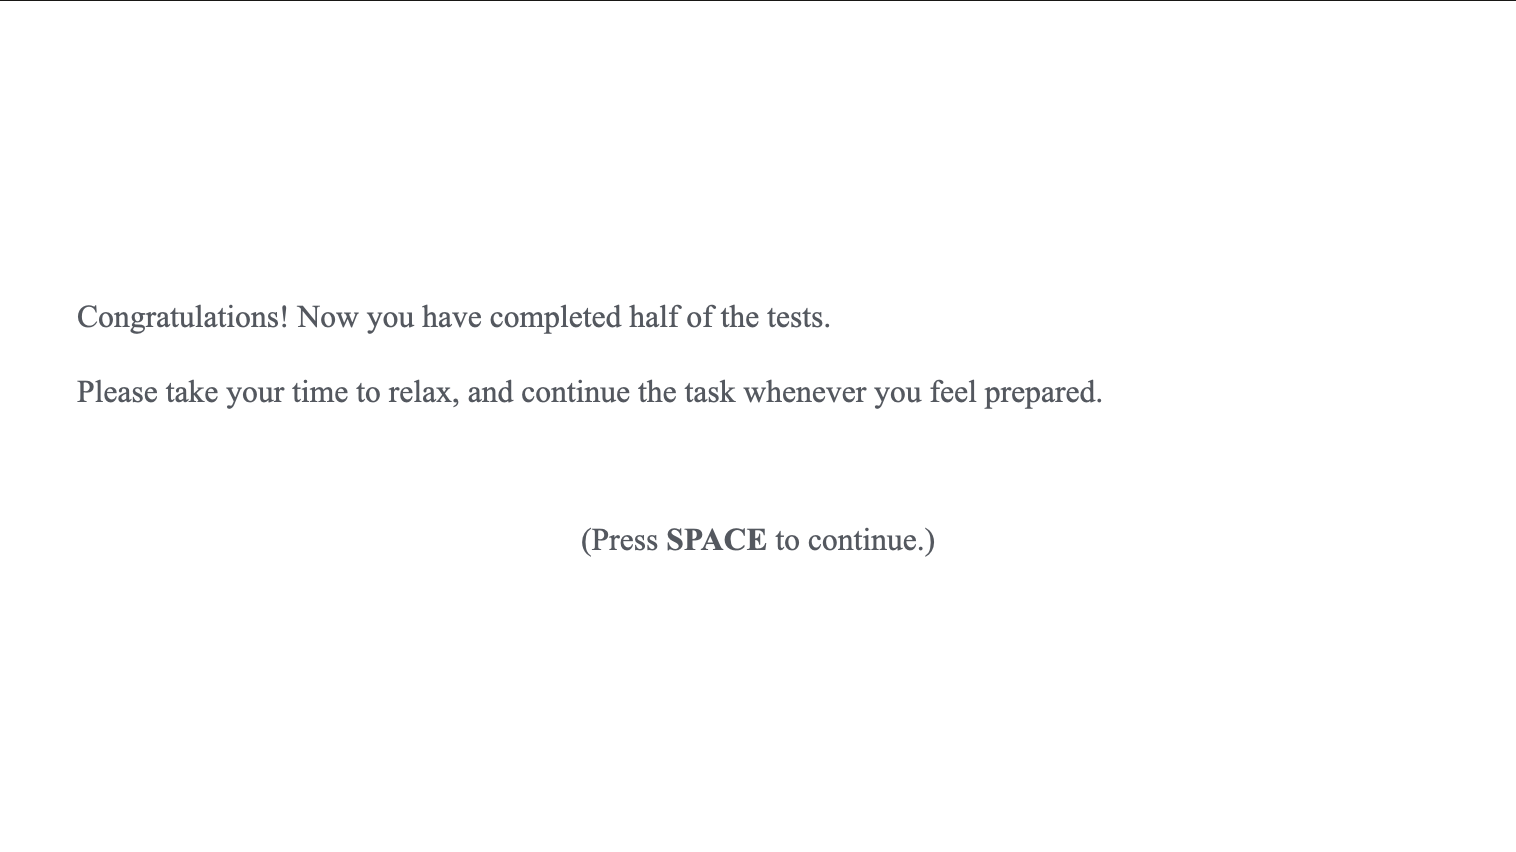 Congratulations! Now you have completed half of the tests.
Please take your time to relax, and continue the task whenever you feel prepared.
(Press SPACE to continue.)